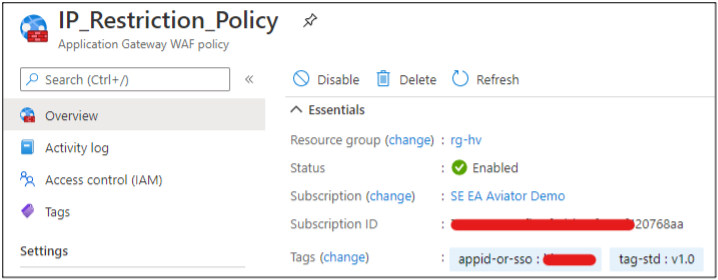 IP_Restriction_Policy
Application Gateway WAF policy
Search (Ctrl+/)
«
Disable Delete Refresh
Overview
Activity log
Access control (IAM)
Tags
Settings
Essentials
Resource group (change) : rg-hv
Status : Enabled
Subscription (change) : SE EA Aviator Demo
Subscription ID : 20768aa
Tags (change) : appid-or-sso : tag-std : v1.0